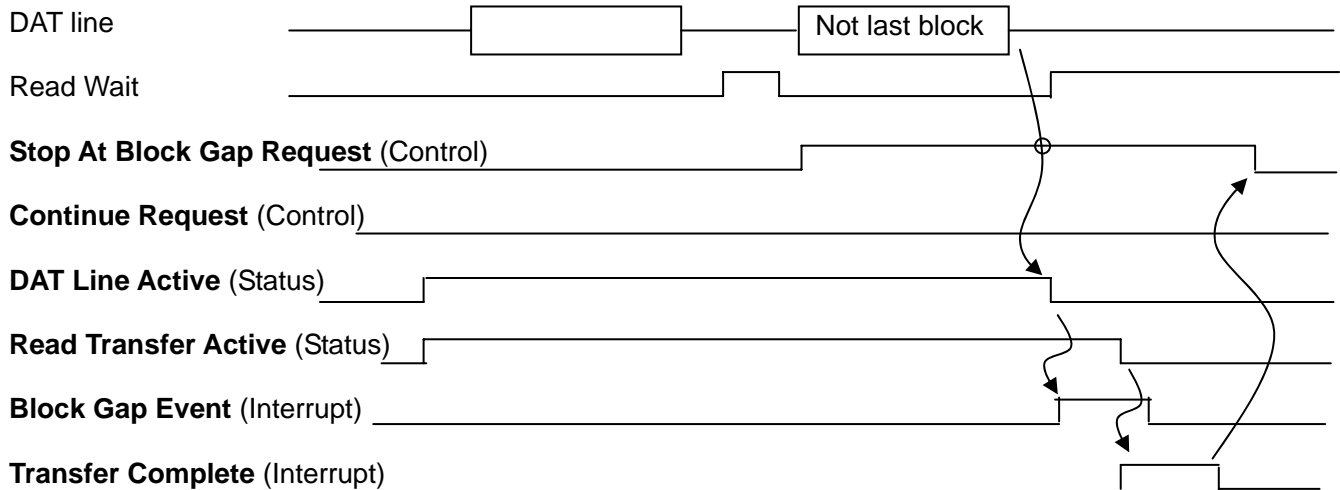 DAT line
Not last block
Read Wait
Stop At Block Gap Request (Control)
Continue Request (Control)
DAT Line Active (Status)
Read Transfer Active (Status)
Block Gap Event (Interrupt)
Transfer Complete (Interrupt)